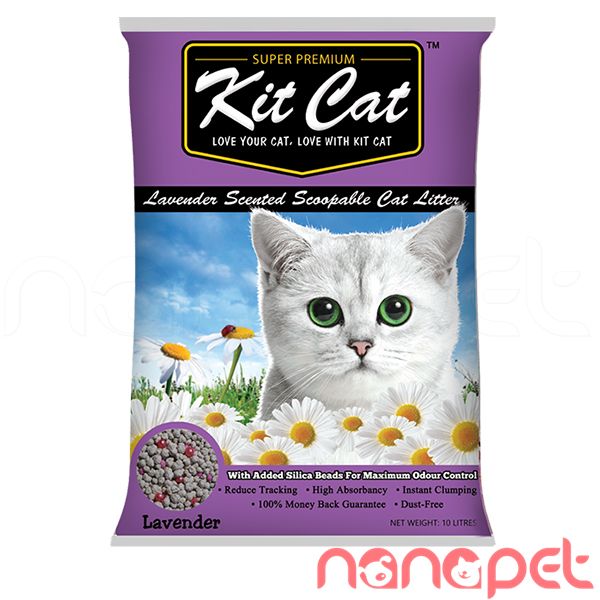 SUPER PREMIUM
Kit Cat
TM
LOVE YOUR CAT, LOVE WITH KIT CAT
Lavender Scented Scoopable Cat Litter
nanapet
With Added Silica Beads For Maximum Odour Control
• Reduce Tracking • High Absorbancy • Instant Clumping
• 100% Money Back Guarantee • Dust-Free
Lavender
NET WEIGHT: 10 LITRES
nanapet